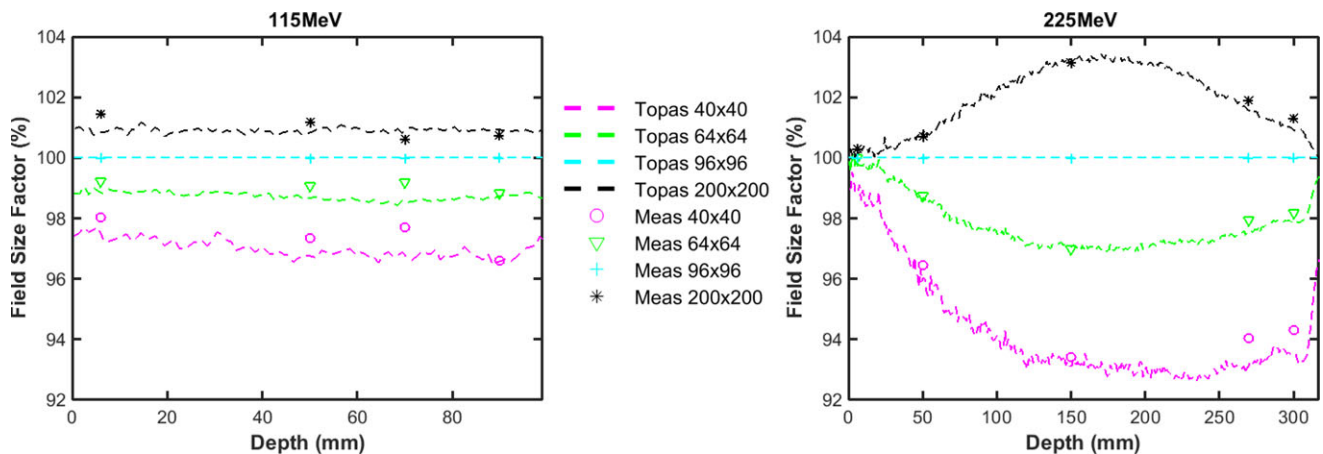 115MeV
Field Size Factor (%)
104
102
100
98
96
94
92
0 20 40 60 80
Depth (mm)
Topas 40x40
Topas 64x64
Topas 96x96
Topas 200x200
Meas 40x40
Meas 64x64
Meas 96x96
Meas 200x200
225MeV
Field Size Factor (%)
104
102
100
98
96
94
92
0 50 100 150 200 250 300
Depth (mm)